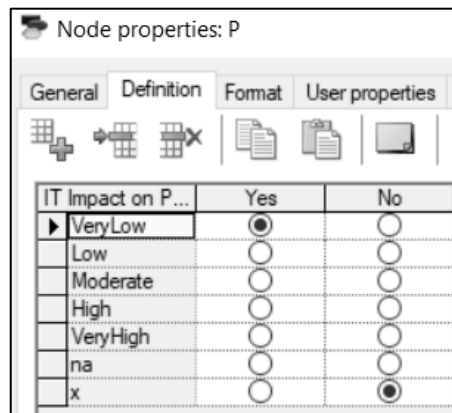 Node properties: P
General Definition Format User properties
IT Impact on P... Yes No
VeryLow
Low
Moderate
High
VeryHigh
na
x